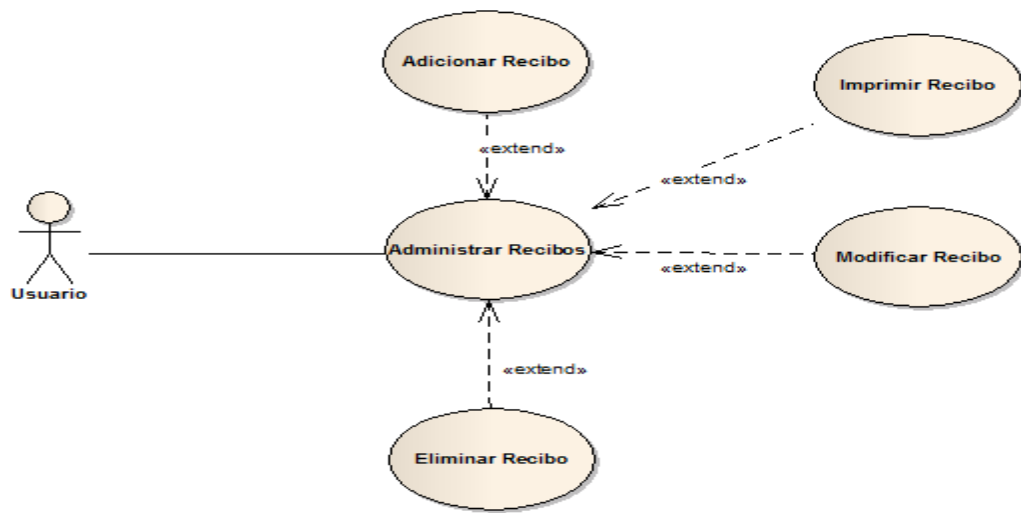 Adicionar Recibo
Imprimir Recibo
«extend»
«extend»
Administrar Recibos
Modificar Recibo
«extend»
Usuario
«extend»
Eliminar Recibo